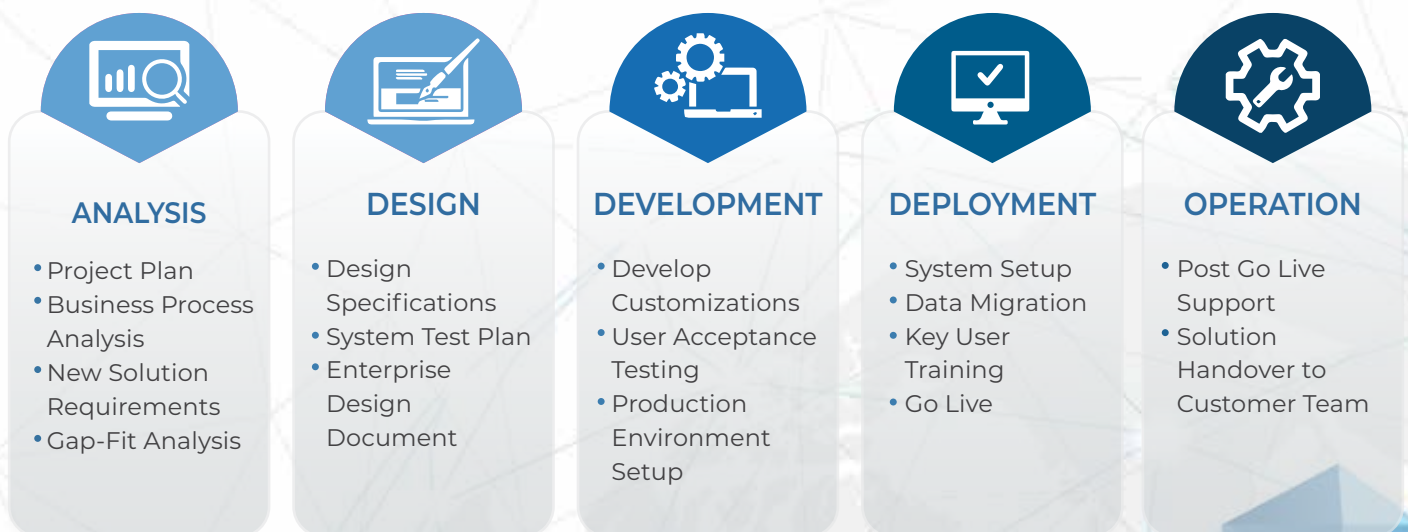 ANALYSIS
• Project Plan
• Business Process
Analysis
• New Solution
Requirements
• Gap-Fit Analysis
DESIGN
• Design
Specifications
• System Test Plan
• Enterprise
Design
Document
DEVELOPMENT
• Develop
Customizations
• User Acceptance
Testing
• Production
Environment
Setup
DEPLOYMENT
• System Setup
• Data Migration
• Key User
Training
• Go Live
OPERATION
• Post Go Live
Support
• Solution
Handover to
Customer Team